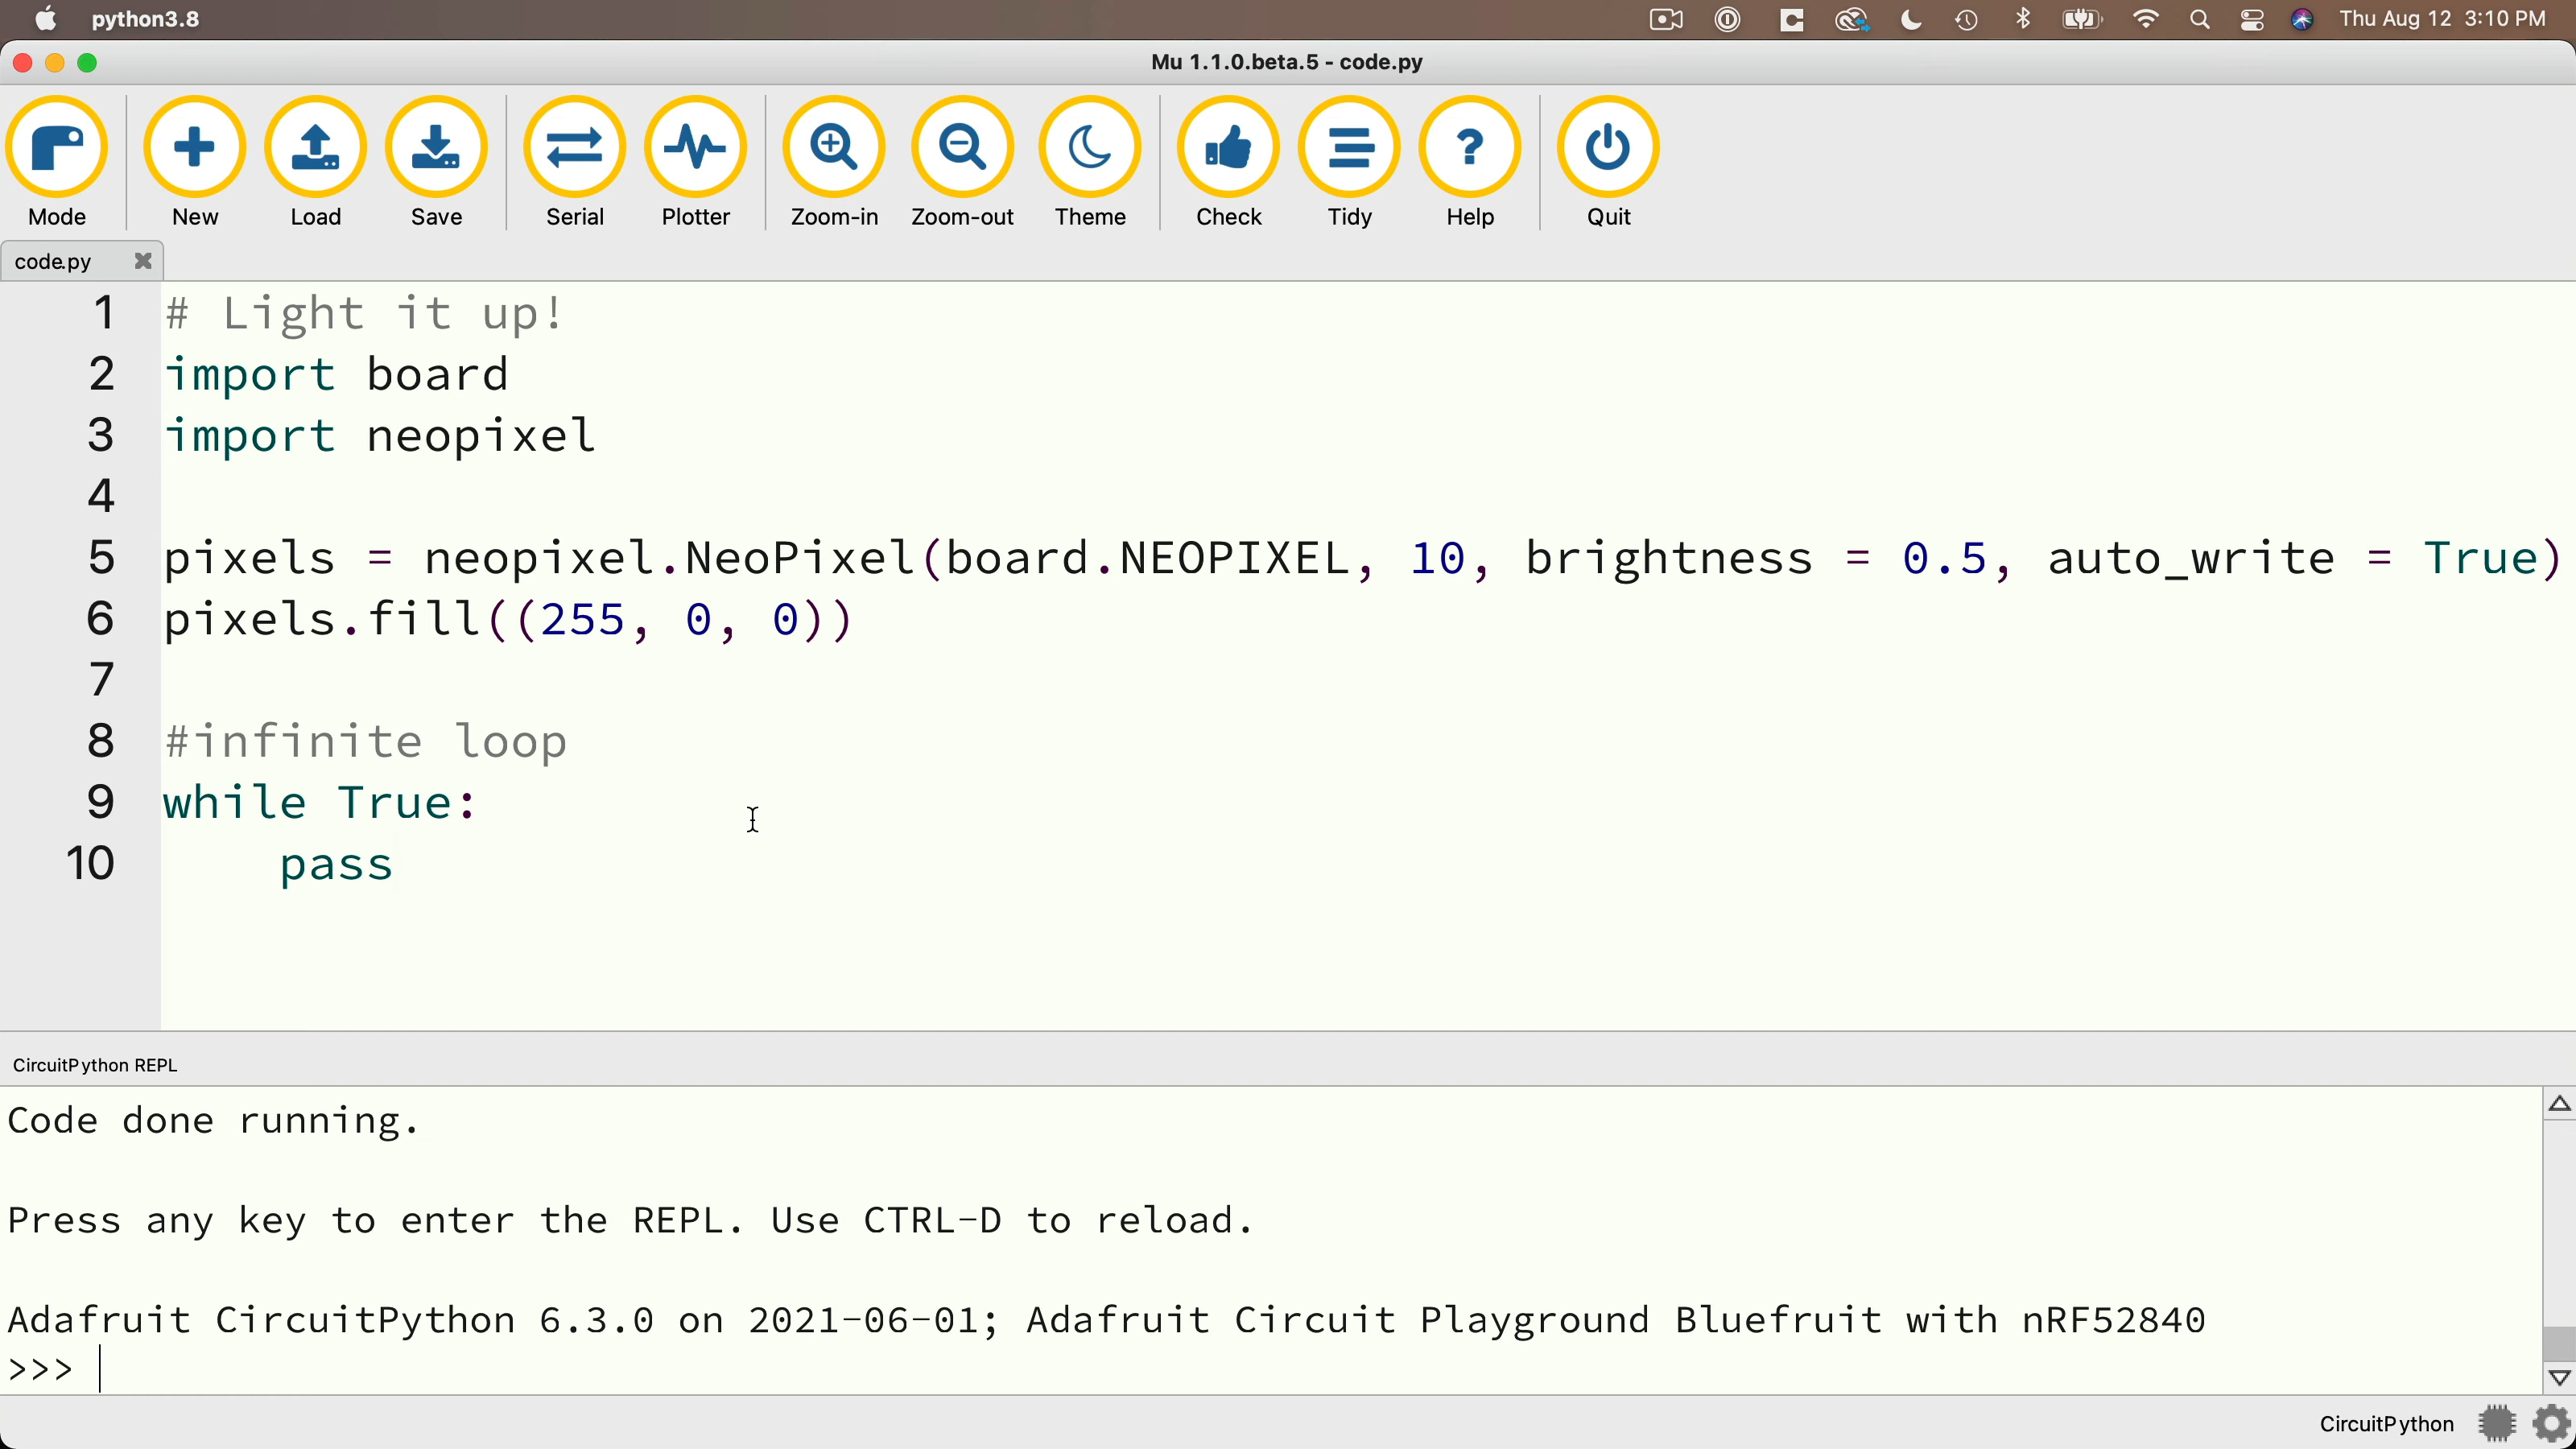 python3.8
Thu Aug 12 3:10 PM
Mu 1.1.0.beta.5 - code.py
Mode
New
Load
Save
Serial
Plotter
Zoom-in
Zoom-out
Theme
Check
Tidy
Help
Quit
code.py
1 # Light it up!
2 import board
3 import neopixel
4
5 pixels = neopixel.NeoPixel(board.NEOPIXEL, 10, brightness = 0.5, auto_write = True)
6 pixels.fill((255, 0, 0))
7
8 #infinite loop
9 while True:
10     pass
CircuitPython REPL
Code done running.
Press any key to enter the REPL. Use CTRL-D to reload.
Adafruit CircuitPython 6.3.0 on 2021-06-01; Adafruit Circuit Playground Bluefruit with nRF52840
>>>
CircuitPython